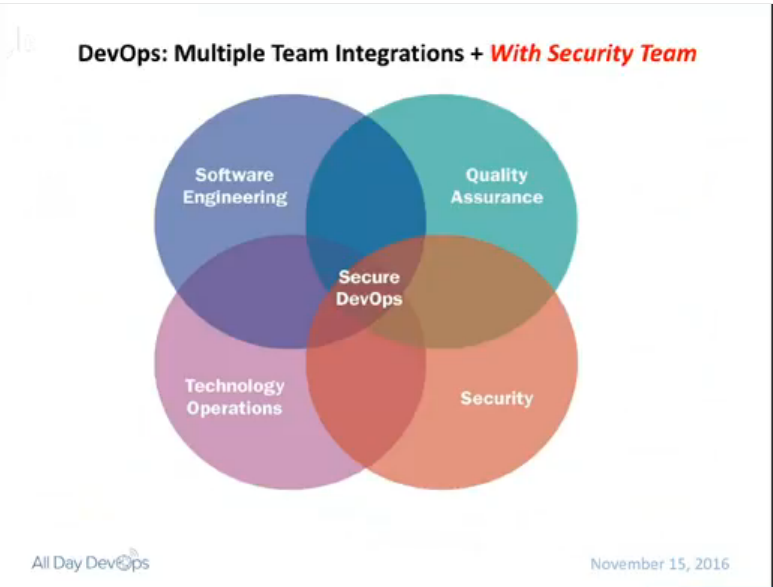 DevOps: Multiple Team Integrations + With Security Team
Software
Engineering
Quality
Assurance
Secure
DevOps
Technology
Operations
Security
All Day DevOps
November 15, 2016